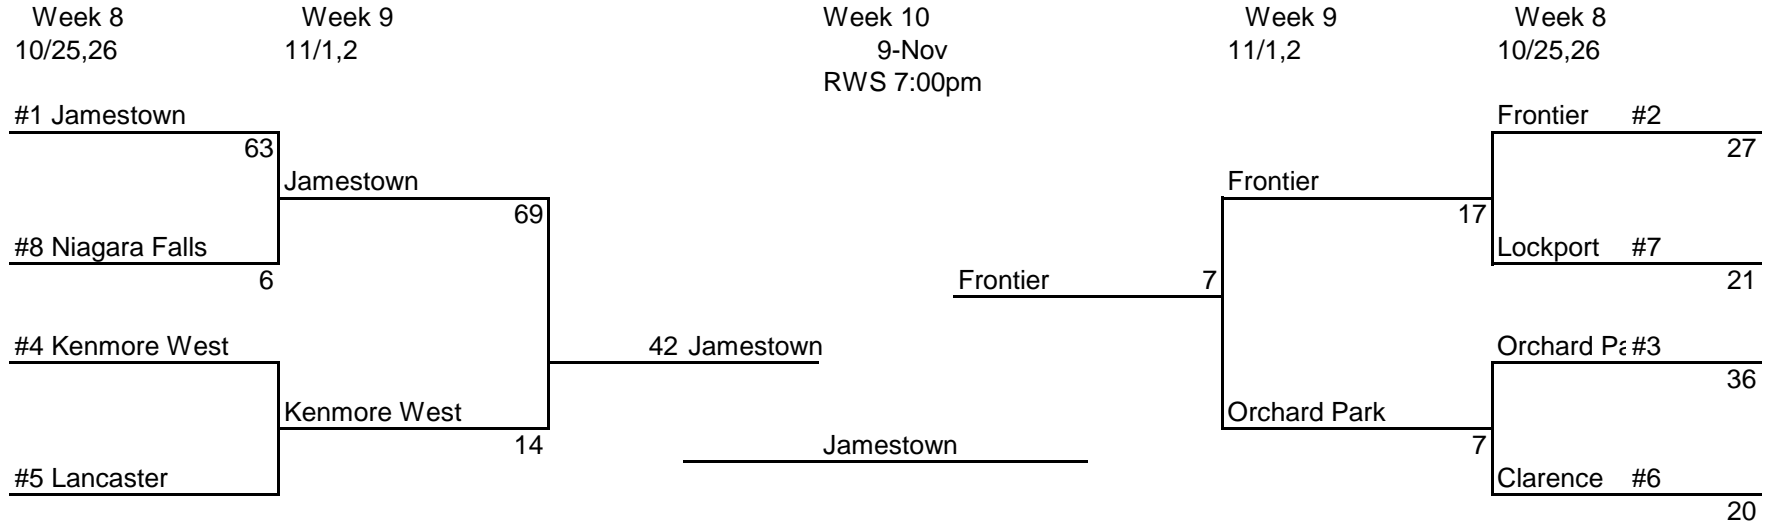 Week 8 Week 9 Week 10 Week 9 Week 8
10/25,26 11/1,2 9-Nov 11/1,2 10/25,26
RWS 7:00pm
#1 Jamestown Frontier #2
63 27
Jamestown Frontier
69 17
#8 Niagara Falls Lockport #7
6 Frontier 7 21
#4 Kenmore West 42 Jamestown Orchard Pa #3
36
Kenmore West Orchard Park
14 Jamestown 7
#5 Lancaster Clarence #6
20